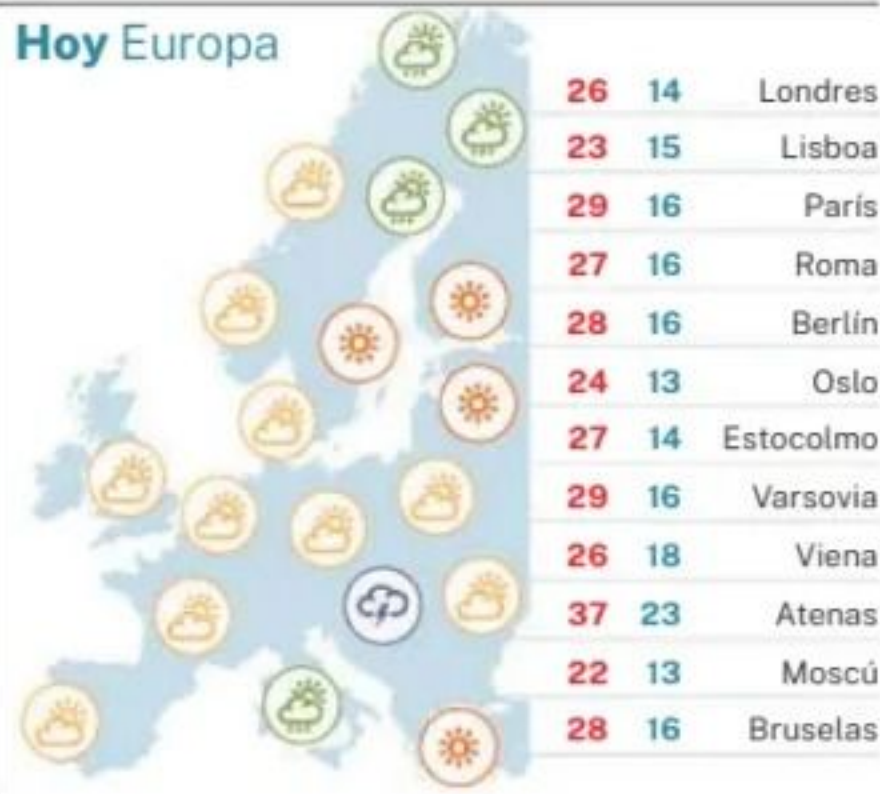 Hoy Europa
26 14 Londres
23 15 Lisboa
29 16 París
27 16 Roma
28 16 Berlín
24 13 Oslo
27 14 Estocolmo
29 16 Varsovia
26 18 Viena
37 23 Atenas
22 13 Moscú
28 16 Bruselas